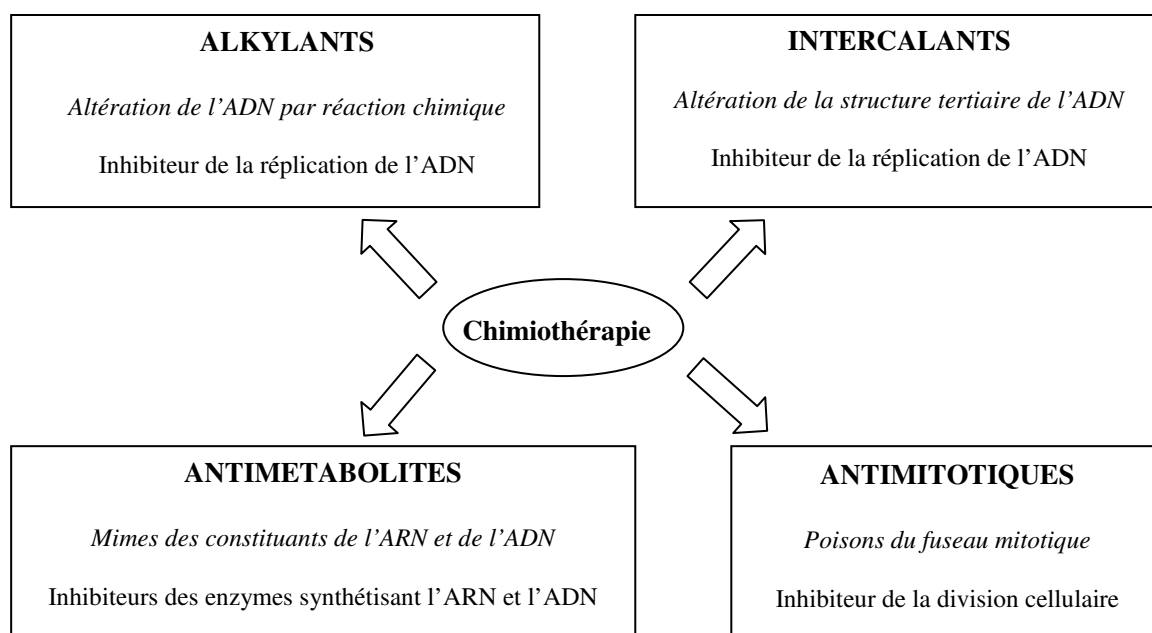 ALKYLANTS
Altération de l’ADN par réaction chimique
Inhibiteur de la réplication de l’ADN
INTERCALANTS
Altération de la structure tertiaire de l’ADN
Inhibiteur de la réplication de l’ADN
Chimiothérapie
ANTIMETABOLITES
Mimes des constituants de l’ARN et de l’ADN
Inhibiteurs des enzymes synthétisant l’ARN et l’ADN
ANTIMITOTIQUES
Poisons du fuseau mitotique
Inhibiteur de la division cellulaire